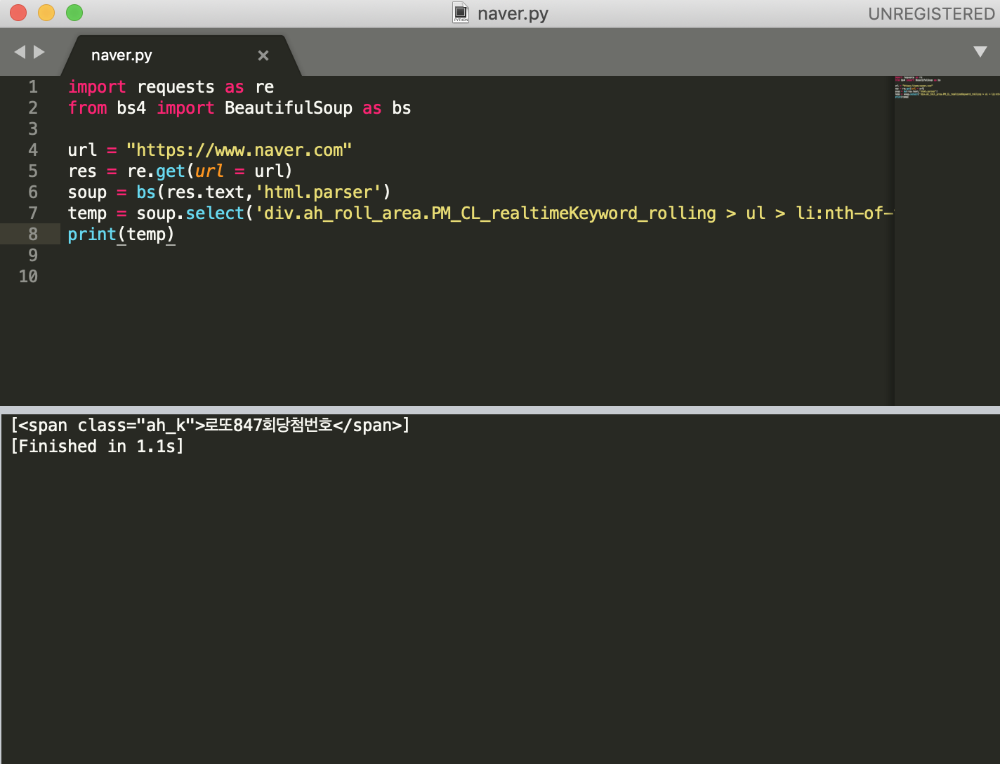 naver.py
UNREGISTERED
naver.py
1 import requests as re
2 from bs4 import BeautifulSoup as bs
3
4 url = "https://www.naver.com"
5 res = re.get(url = url)
6 soup = bs(res.text,'html.parser')
7 temp = soup.select('div.ah_roll_area.PM_CL_realtimeKeyword_rolling > ul > li:nth-of-
8 print(temp)
9
10
[<span class="ah_k">로또847회당첨번호</span>]
[Finished in 1.1s]